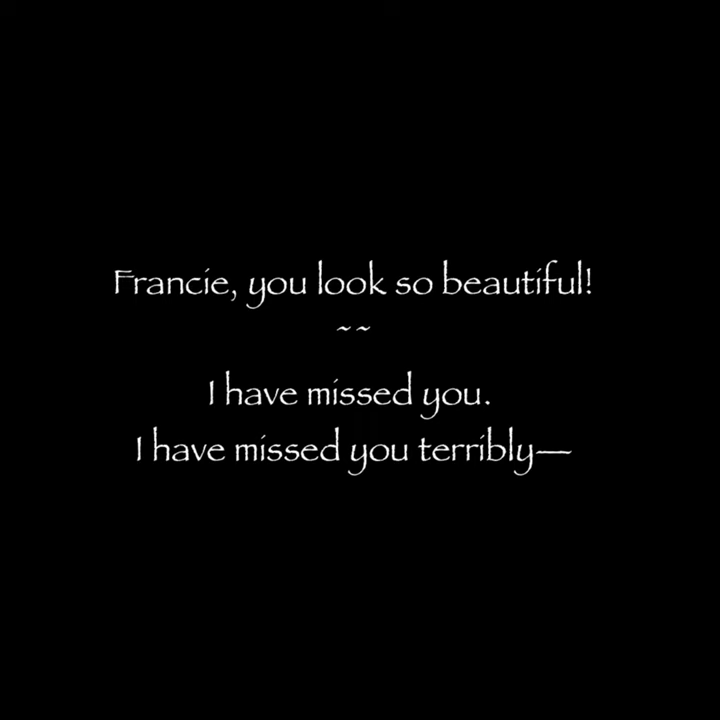 Francie, you look so beautiful!
~~
I have missed you.
I have missed you terribly—